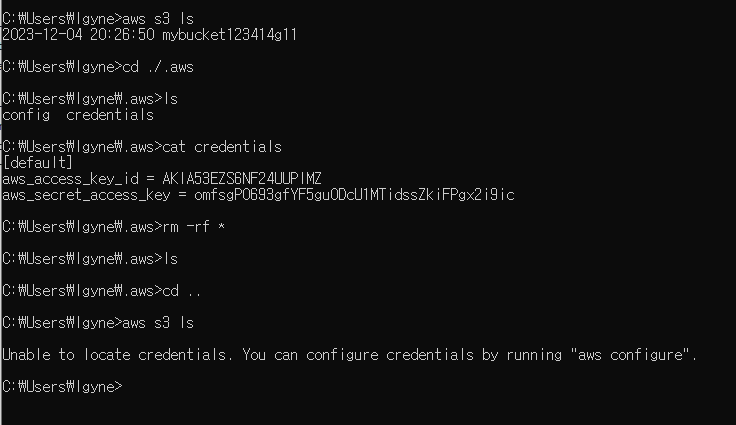 C:₩Users₩lgyne>aws s3 ls
2023-12-04 20:26:50 mybucket123414g11
C:₩Users₩lgyne>cd ./.aws
C:₩Users₩lgyne₩.aws>ls
config  credentials
C:₩Users₩lgyne₩.aws>cat credentials
[default]
aws_access_key_id = AKIA53EZS6NF24UUPIMZ
aws_secret_access_key = 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
C:₩Users₩lgyne₩.aws>rm -rf *
C:₩Users₩lgyne₩.aws>ls
C:₩Users₩lgyne₩.aws>cd ..
C:₩Users₩lgyne>aws s3 ls
Unable to locate credentials. You can configure credentials by running "aws configure".
C:₩Users₩lgyne>